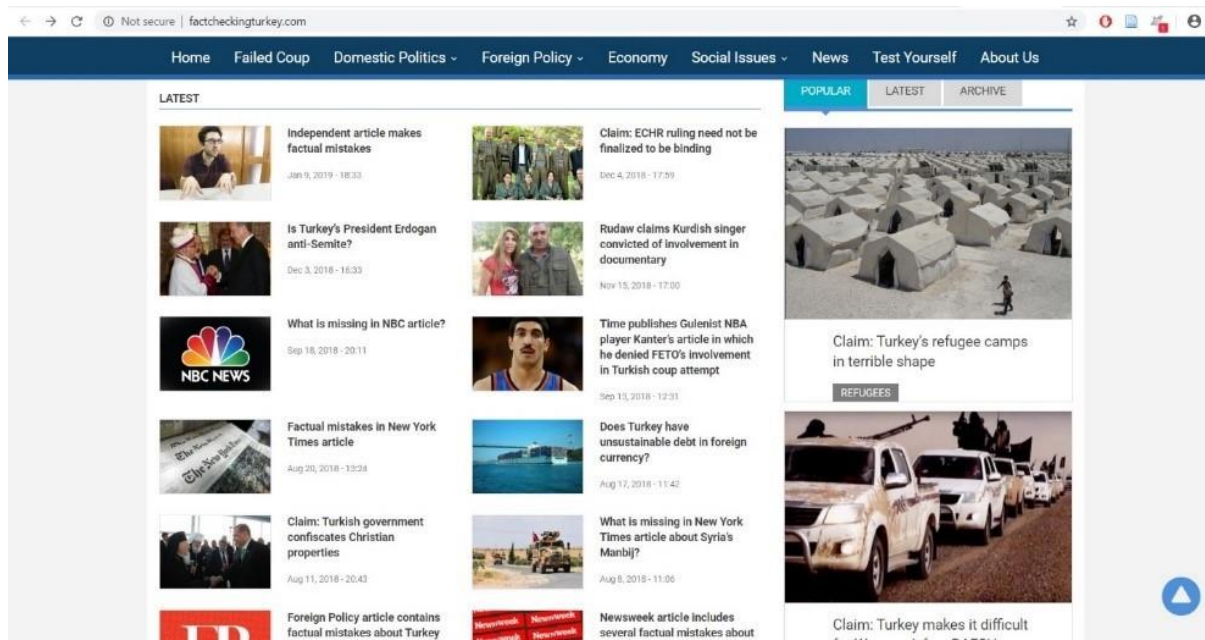 Not secure | factcheckingturkey.com
Home Failed Coup Domestic Politics Foreign Policy Economy Social Issues News Test Yourself About Us
LATEST
Independent article makes
factual mistakes
Jan 9, 2019 - 18:33
Claim: ECHR ruling need not be
finalized to be binding
Dec 4, 2018 - 17:59
Is Turkey's President Erdogan
anti-Semite?
Dec 3, 2018 - 16:33
Rudaw claims Kurdish singer
convicted of involvement in
documentary
Nov 15, 2018 - 17:00
NBC NEWS
What is missing in NBC article?
Sep 18, 2018 - 20:11
Time publishes Gulenist NBA
player Kanter's article in which
he denied FETO's involvement
in Turkish coup attempt
Sep 13, 2018 - 12:31
The New York
Factual mistakes in New York
Times article
Aug 20, 2018 - 13:24
Does Turkey have
unsustainable debt in foreign
currency?
Aug 17, 2018 - 11:42
Claim: Turkish government
confiscates Christian
properties
Aug 11, 2018 - 20:43
What is missing in New York
Times article about Syria's
Manbij?
Aug 8, 2018 - 11:06
Foreign Policy article contains
factual mistakes about Turkey
Newsweek Newsweek
Newsweek article includes
several factual mistakes about
POPULAR LATEST ARCHIVE
Claim: Turkey's refugee camps
in terrible shape
REFUGEES
Claim: Turkey makes it difficult